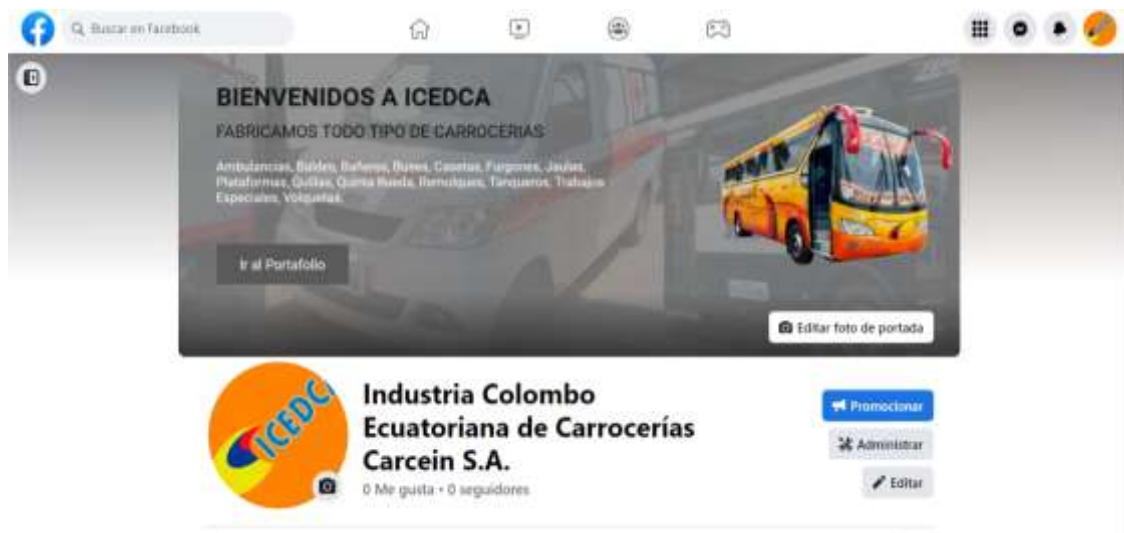 Buscar en Facebook
BIENVENIDOS A ICEDCA
FABRICAMOS TODO TIPO DE CARROCERIAS
Ambulancias, Baldes, Bañeras, Buses, Casetas, Furgones, Jaulas,
Plataformas, Quillas, Quinta Rueda, Remolques, Tanqueros, Trabajos
Especiales, Volquetas.
Ir al Portafolio
Editar foto de portada
ICEDCA
Industria Colombo
Ecuatoriana de Carrocerías
Carcein S.A.
0 Me gusta • 0 seguidores
Promocionar
Administrar
Editar